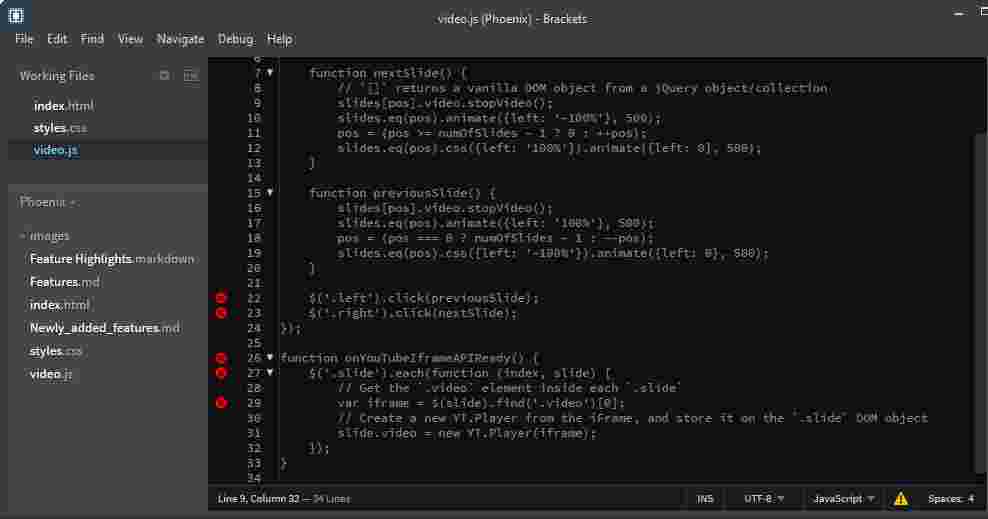 video.js (Phoenix) - Brackets
File Edit Find View Navigate Debug Help
Working Files
index.html
styles.css
video.js
Phoenix
images
Feature Highlights.markdown
Features.md
index.html
Newly_added_features.md
styles.css
video.js
6
7 function nextSlide() {
8 // `[]` returns a vanilla DOM object from a jQuery object/collection
9 slides[pos].video.stopVideo();
10 slides.eq(pos).animate({left: '-100%'}, 500);
11 pos = (pos >= numOfSlides - 1 ? 0 : ++pos);
12 slides.eq(pos).css({left: '100%'}).animate({left: 0}, 500);
13 }
14
15 function previousSlide() {
16 slides[pos].video.stopVideo();
17 slides.eq(pos).animate({left: '100%'}, 500);
18 pos = (pos === 0 ? numOfSlides - 1 : --pos);
19 slides.eq(pos).css({left: '-100%'}).animate({left: 0}, 500);
20 }
21
22 $('.left').click(previousSlide);
23 $('.right').click(nextSlide);
24 });
25
26 function onYouTubeIframeAPIReady() {
27 $('.slide').each(function (index, slide) {
28 // Get the `.video` element inside each `.slide`
29 var iframe = $(slide).find('.video')[0];
30 // Create a new YT.Player from the iFrame, and store it on the `.slide` DOM object
31 slide.video = new YT.Player(iframe);
32 });
33 }
34
Line 9, Column 33 — 34 Lines INS UTF-8 JavaScript Spaces: 4